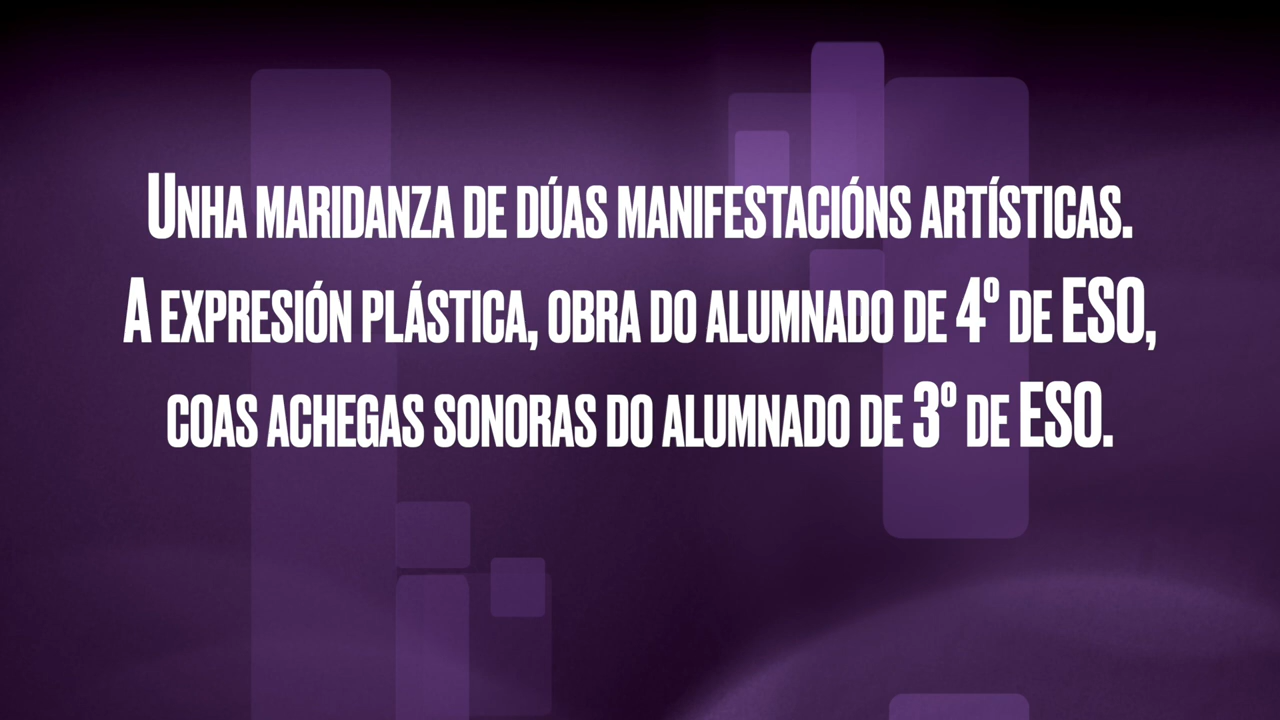 Unha maridanza de dúas manifestacións artísticas.
A expresión plástica, obra do alumnado de 4º de ESO,
coas achegas sonoras do alumnado de 3º de ESO.